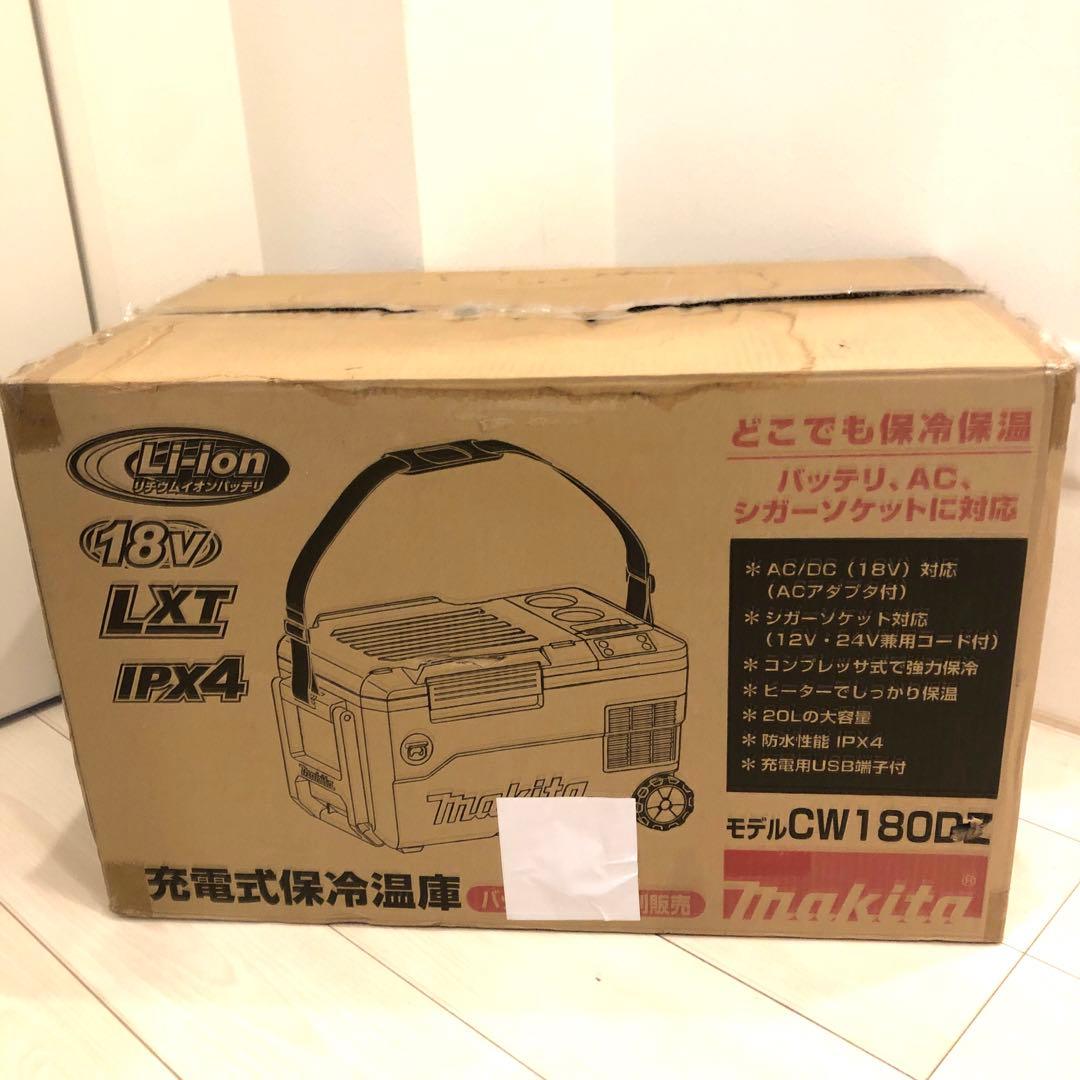 Li-ion
リチウムイオンバッテリ
18V
LXT
IPX4
どこでも保冷保温
バッテリ、AC、
シガーソケットに対応
＊ AC/DC（18V）対応
（ACアダプタ付）
＊ シガーソケット対応
（12V・24V兼用コード付）
＊ コンプレッサ式で強力保冷
＊ ヒーターでしっかり保温
＊ 20Lの大容量
＊ 防水性能 IPX4
＊ 充電用USB端子付
makita
makita
モデルCW180DZ
充電式保冷温庫
販売
makita®